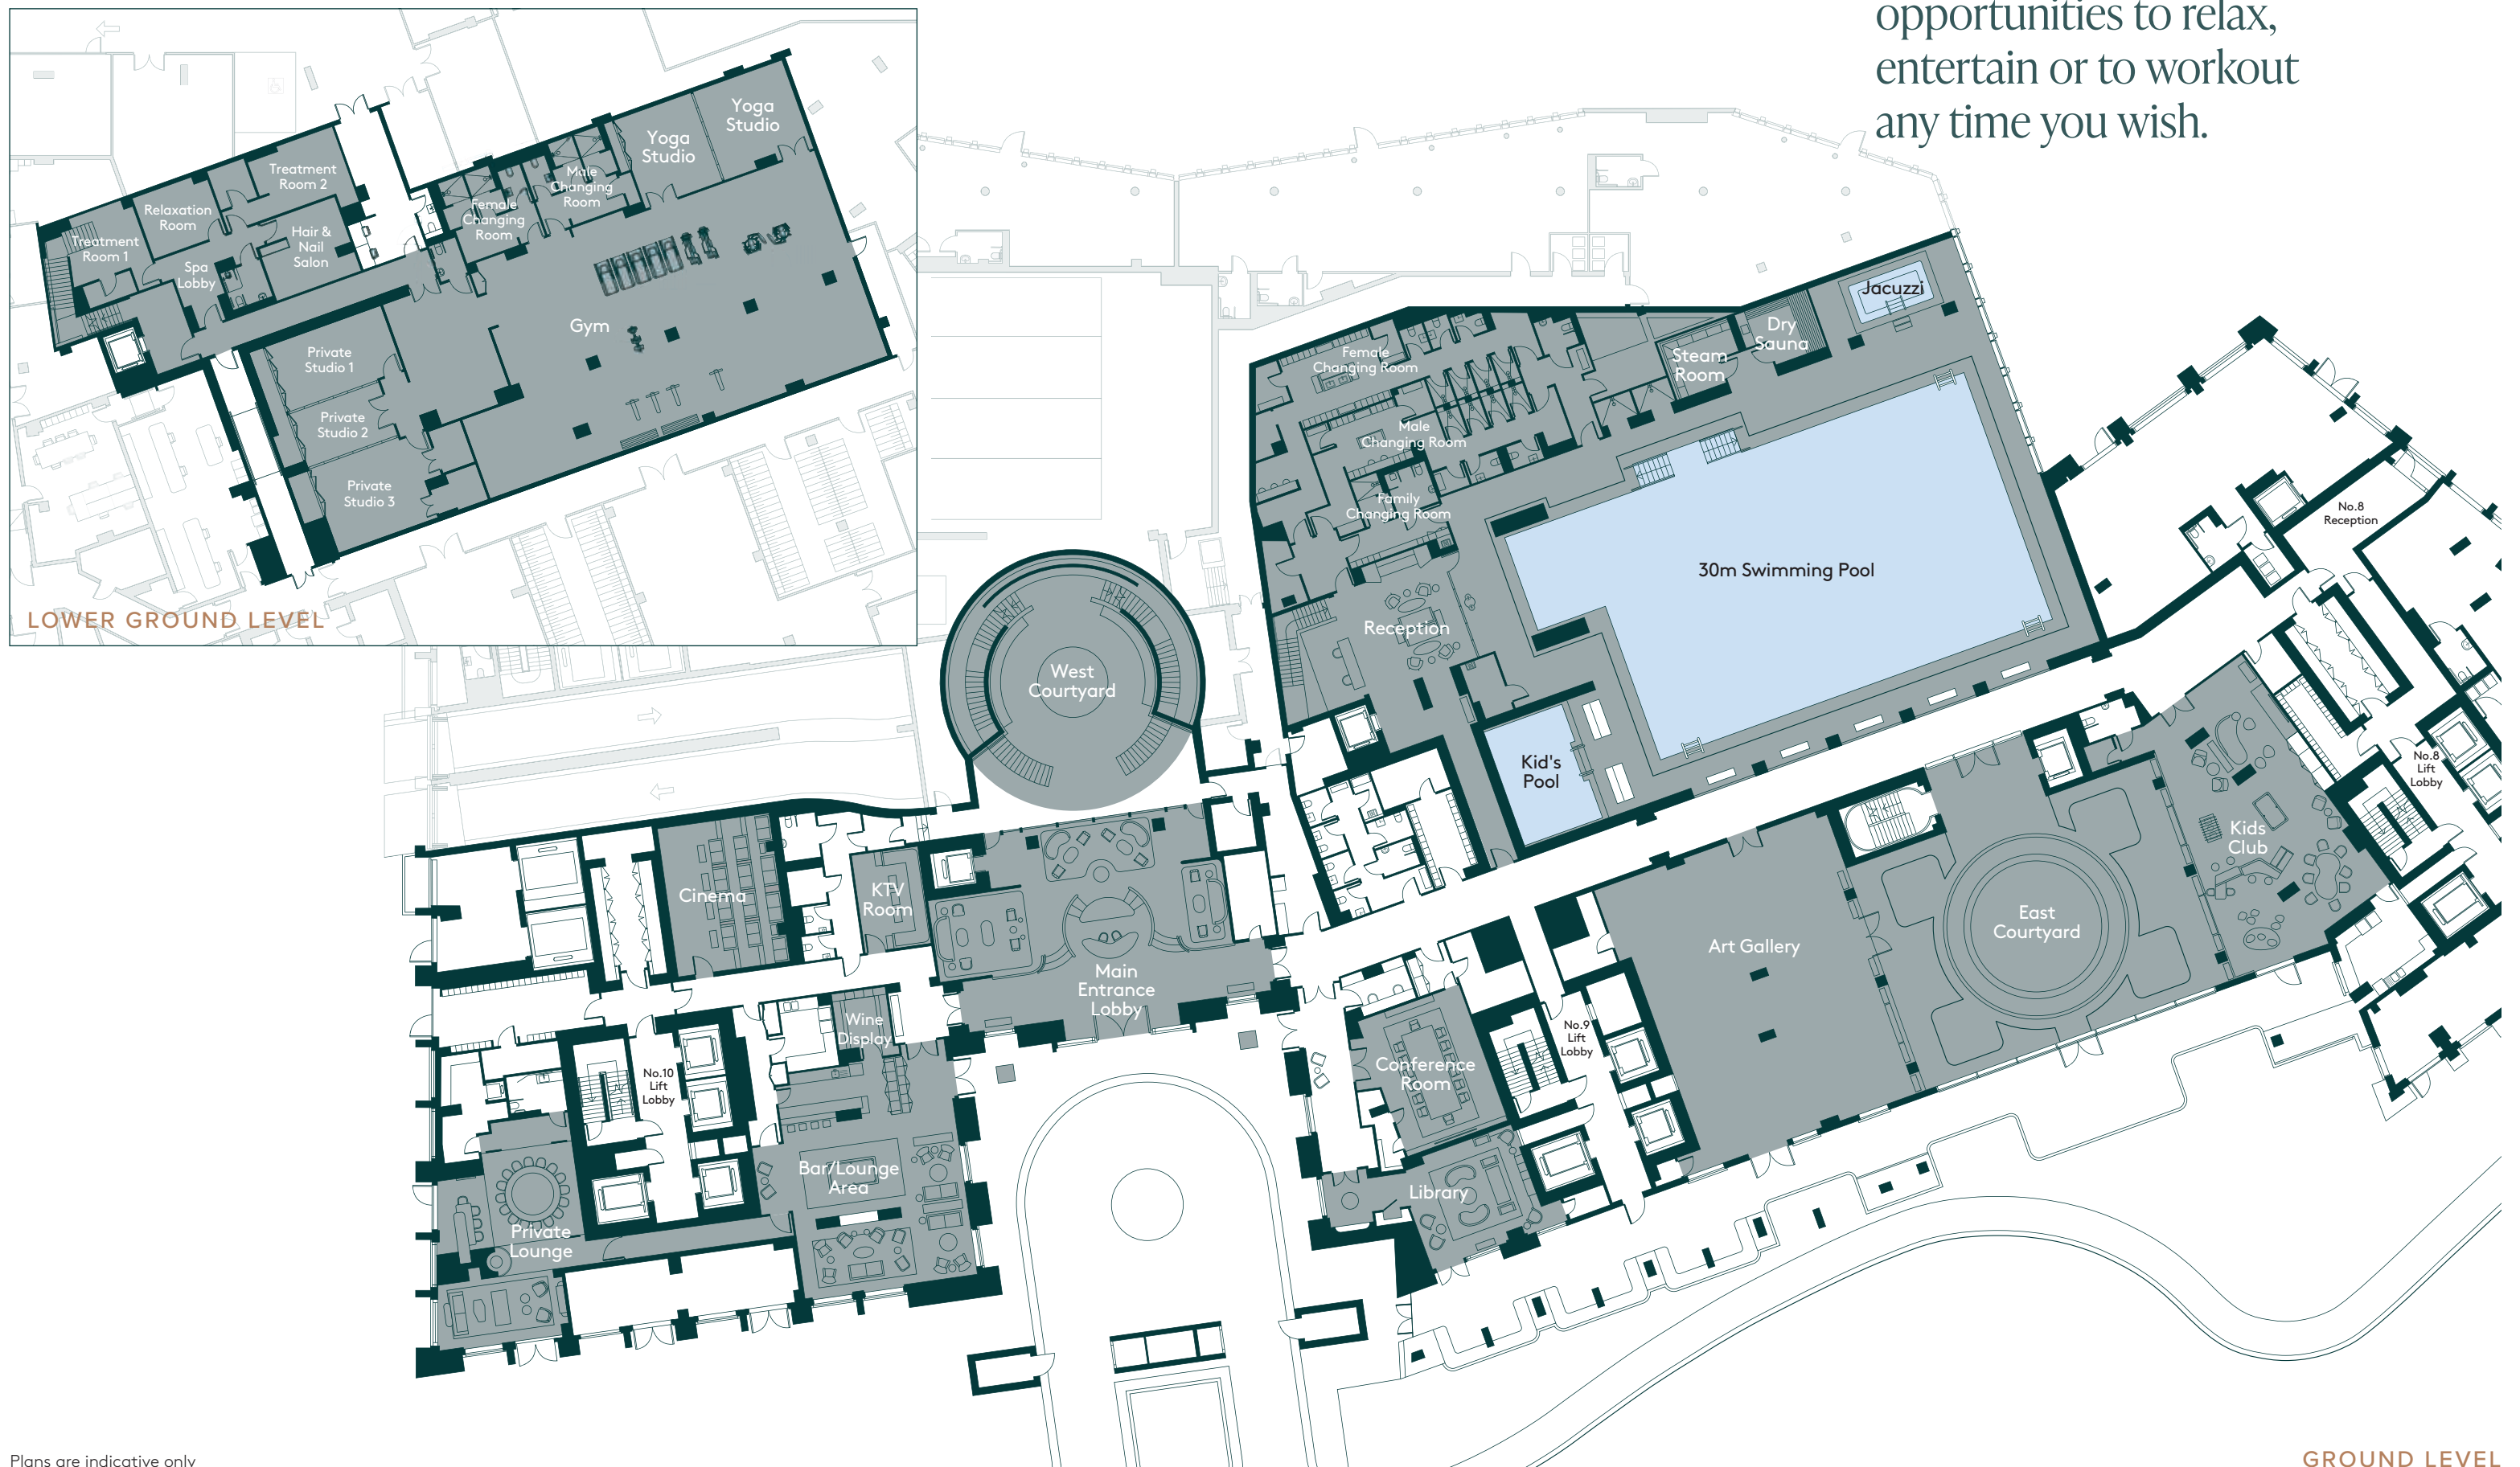 opportunities to relax,
entertain or to workout
any time you wish.
Yoga
Studio
Yoga
Studio
Treatment
Room 2
Male
Changing
Room
Relaxation
Room
Female
Changing
Room
Treatment
Room 1
Hair &
Nail
Salon
Spa
Lobby
Gym
Private
Studio 1
Private
Studio 2
Private
Studio 3
LOWER GROUND LEVEL
Jacuzzi
Dry
Sauna
Steam
Room
Female
Changing Room
Male
Changing Room
Family
Changing Room
No.8
Reception
30m Swimming Pool
Reception
West
Courtyard
Kid's
Pool
No.8
Lift
Lobby
Kids
Club
Cinema
KTV
Room
East
Courtyard
Art Gallery
Main
Entrance
Lobby
Wine
Display
No.9
Lift
Lobby
Conference
Room
No.10
Lift
Lobby
Bar/Lounge
Area
Library
Private
Lounge
Plans are indicative only
GROUND LEVEL